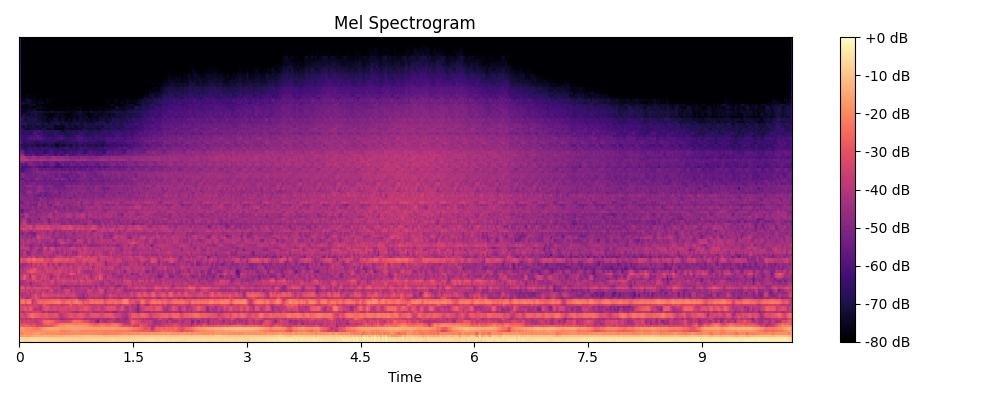 Mel Spectrogram
+0 dB
-10 dB
-20 dB
-30 dB
-40 dB
-50 dB
-60 dB
-70 dB
-80 dB
0 1.5 3 4.5 6 7.5 9
Time